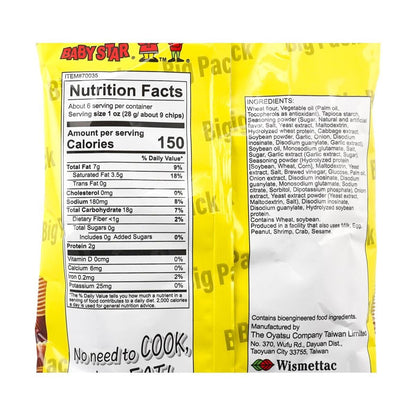 BABY STAR
Big Pack
ITEM#70035
Nutrition Facts
About 6 serving per container
Serving size 1 oz (28 g/ about 9 chips)
Amount per serving
Calories 150
% Daily Value*
Total Fat 7g 9%
Saturated Fat 3.5g 18%
Trans Fat 0g
Cholesterol 0mg 0%
Sodium 180mg 8%
Total Carbohydrate 18g 7%
Dietary Fiber <1g 2%
Total Sugars 0g
Includes 0g Added Sugars 0%
Protein 2g
Vitamin D 0mcg 0%
Calcium 6mg 0%
Iron 0.2mg 2%
Potassium 25mg 0%
*The % Daily Value tells you how much a nutrient in a
serving of food contributes to a daily diet. 2,000 calories
a day is used for general nutrition advice.
No need to COOK,
INGREDIENTS:
Wheat flour, Vegetable oil (Palm oil,
Tocopherols as antioxidant), Tapioca starch,
Seasoning powder (Sugar, Natural and artificial
flavor, Salt, Yeast extract, Maltodextrin,
Hydrolyzed wheat protein, Cabbage extract,
Soybean powder, Garlic, Onion, Disodium
inosinate, Disodium guanylate, Garlic extract),
Soybean oil, Monosodium glutamate, Salt,
Sugar, Garlic extract (Garlic extract, Sugar),
Seasoning powder (Hydrolyzed protein
[Soybean, Wheat, Corn], Maltodextrin,
Yeast, Salt, Brewed vinegar, Glucose, Palm oil,
Onion extract, Disodium inosinate, Disodium
guanylate, Maltodextrin, Monosodium glutamate, Sodium
citrate, Sorbitol, Dipotassium phosphate), Onion
extract, Yeast extract powder (Yeast extract,
Maltodextrin, Salt), Disodium inosinate,
Disodium guanylate, Hydrolyzed soybean
protein.
Contains Wheat, soybean.
Produced in a facility that also uses Milk, Egg,
Peanut, Shrimp, Crab, Sesame.
Contains bioengineered food ingredients.
Manufactured by
The Oyatsu Company Taiwan Limited
No. 370, Wufu Rd., Dayuan Dist.,
Taoyuan City 33755, Taiwan
Wismettac